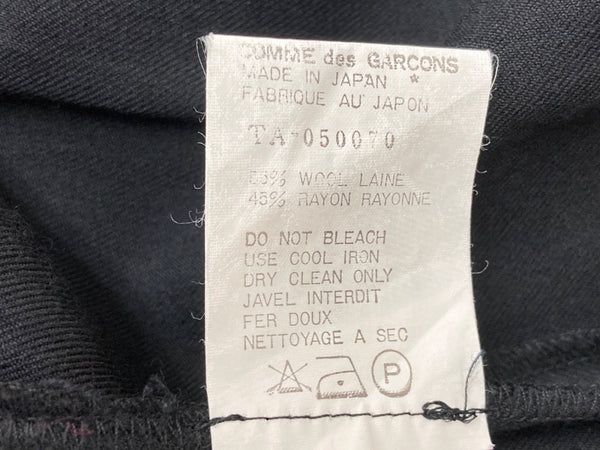 COMME des GARCONS
MADE IN JAPAN *
FABRIQUE AU JAPON
TA-050070
55% WOOL LAINE
45% RAYON RAYONNE
DO NOT BLEACH
USE COOL IRON
DRY CLEAN ONLY
JAVEL INTERDIT
FER DOUX
NETTOYAGE A SEC
P